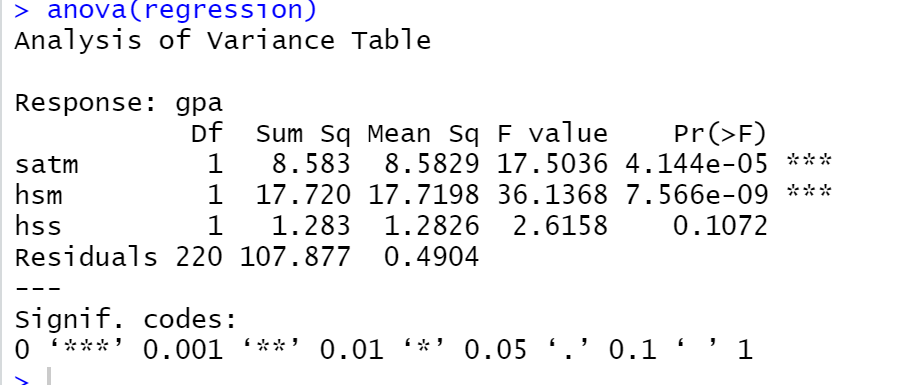 > anova(regression)
Analysis of Variance Table

Response: gpa
           Df  Sum Sq Mean Sq F value    Pr(>F)
satm        1   8.583  8.5829 17.5036 4.144e-05 ***
hsm         1  17.720 17.7198 36.1368 7.566e-09 ***
hss         1   1.283  1.2826  2.6158    0.1072
Residuals 220 107.877  0.4904
---
Signif. codes:
0 ‘***’ 0.001 ‘**’ 0.01 ‘*’ 0.05 ‘.’ 0.1 ‘ ’ 1
>